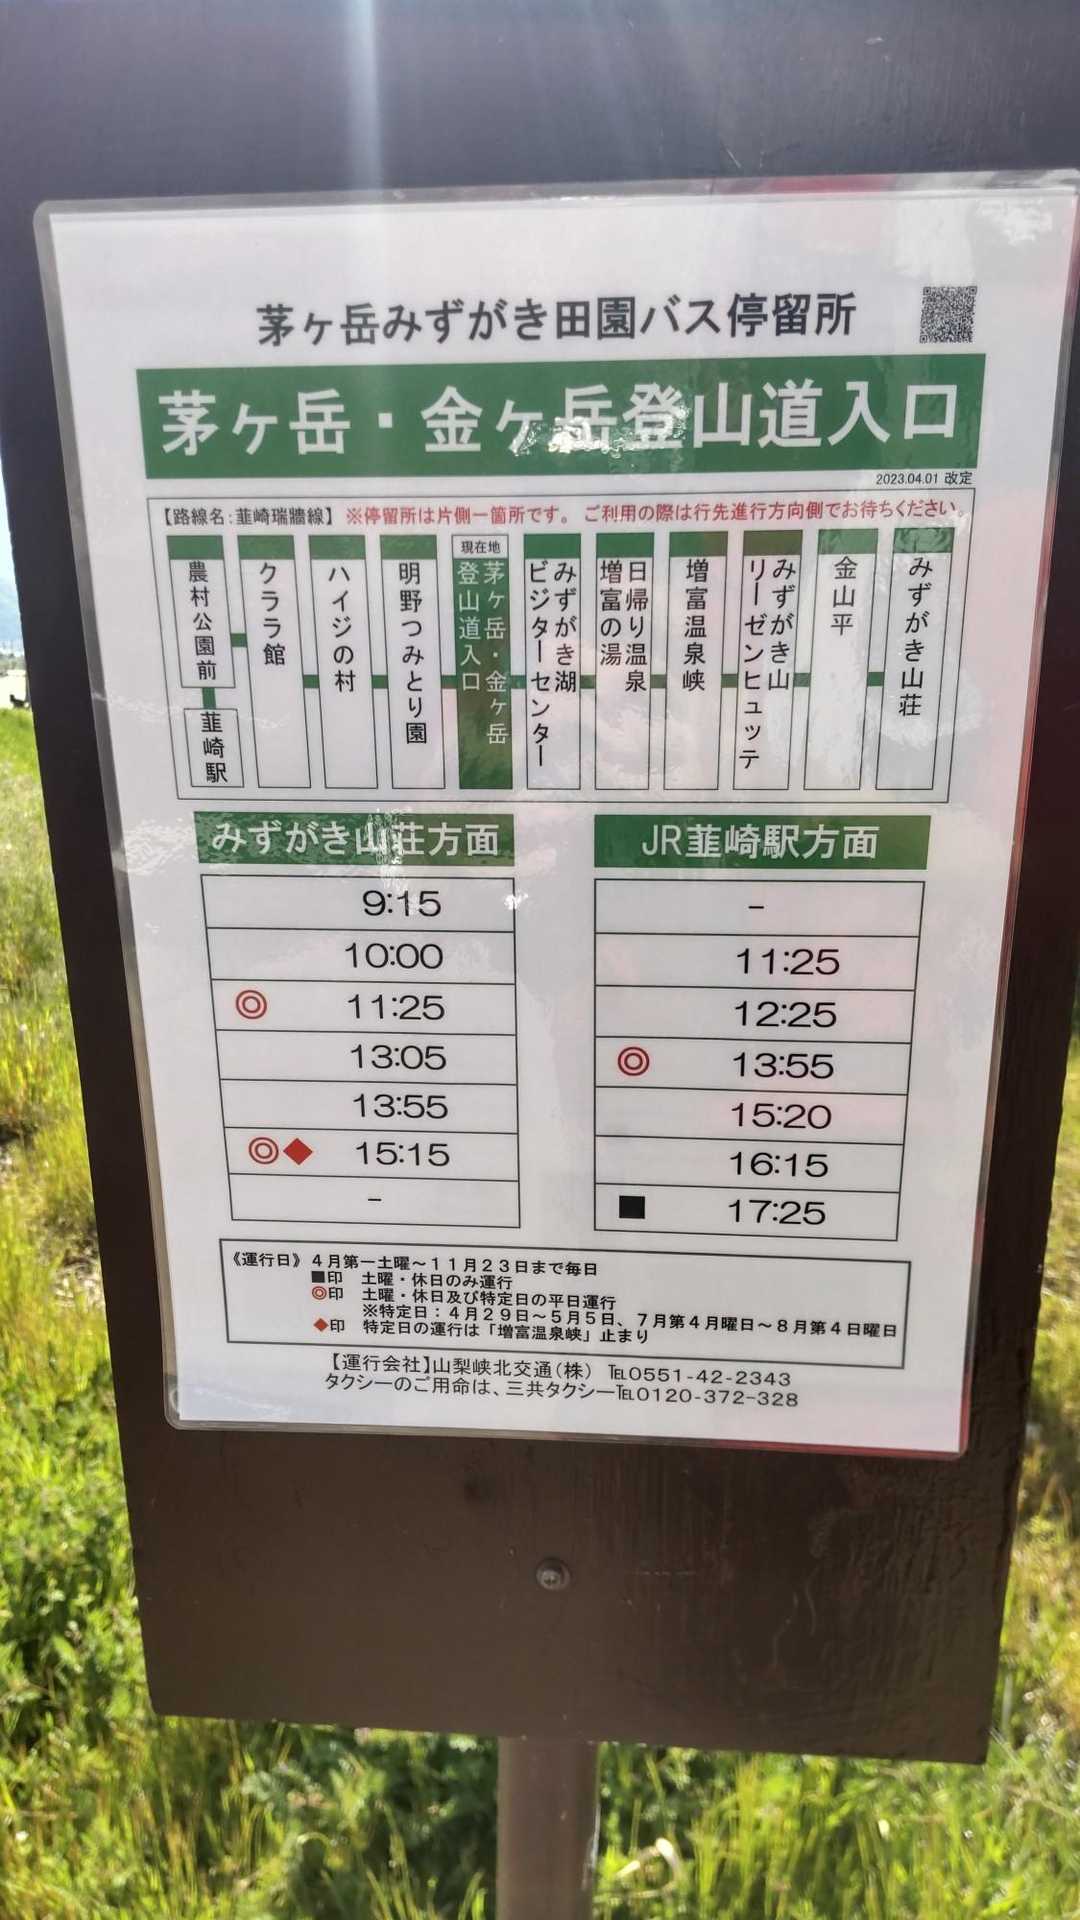 茅ヶ岳みずがき田園バス停留所
茅ヶ岳・金ヶ岳登山道入口
2023.04.01 改定
【路線名：韮崎瑞牆線】 ※停留所は片側一箇所です。 ご利用の際は行先進行方向側でお待ちください。
農村公園前
韮崎駅
クララ館
ハイジの村
明野つみとり園
現在地
茅ヶ岳・金ヶ岳
登山道入口
みずがき湖
ビジターセンター
日帰り温泉
増富の湯
増富温泉峡
みずがき山
リーゼンヒュッテ
金山平
みずがき山荘
みずがき山荘方面
9:15
10:00
◎ 11:25
13:05
13:55
◎◆ 15:15
-
JR韮崎駅方面
-
11:25
12:25
◎ 13:55
15:20
16:15
■ 17:25
《運行日》４月第一土曜～１１月２３日まで毎日
■印 土曜・休日のみ運行
◎印 土曜・休日及び特定日の平日運行
※特定日：４月２９日～５月５日、７月第４月曜日～８月第４日曜日
◆印 特定日の運行は「増富温泉峡」止まり
【運行会社】山梨峡北交通（株） ℡0551-42-2343
タクシーのご用命は、三共タクシー℡0120-372-328